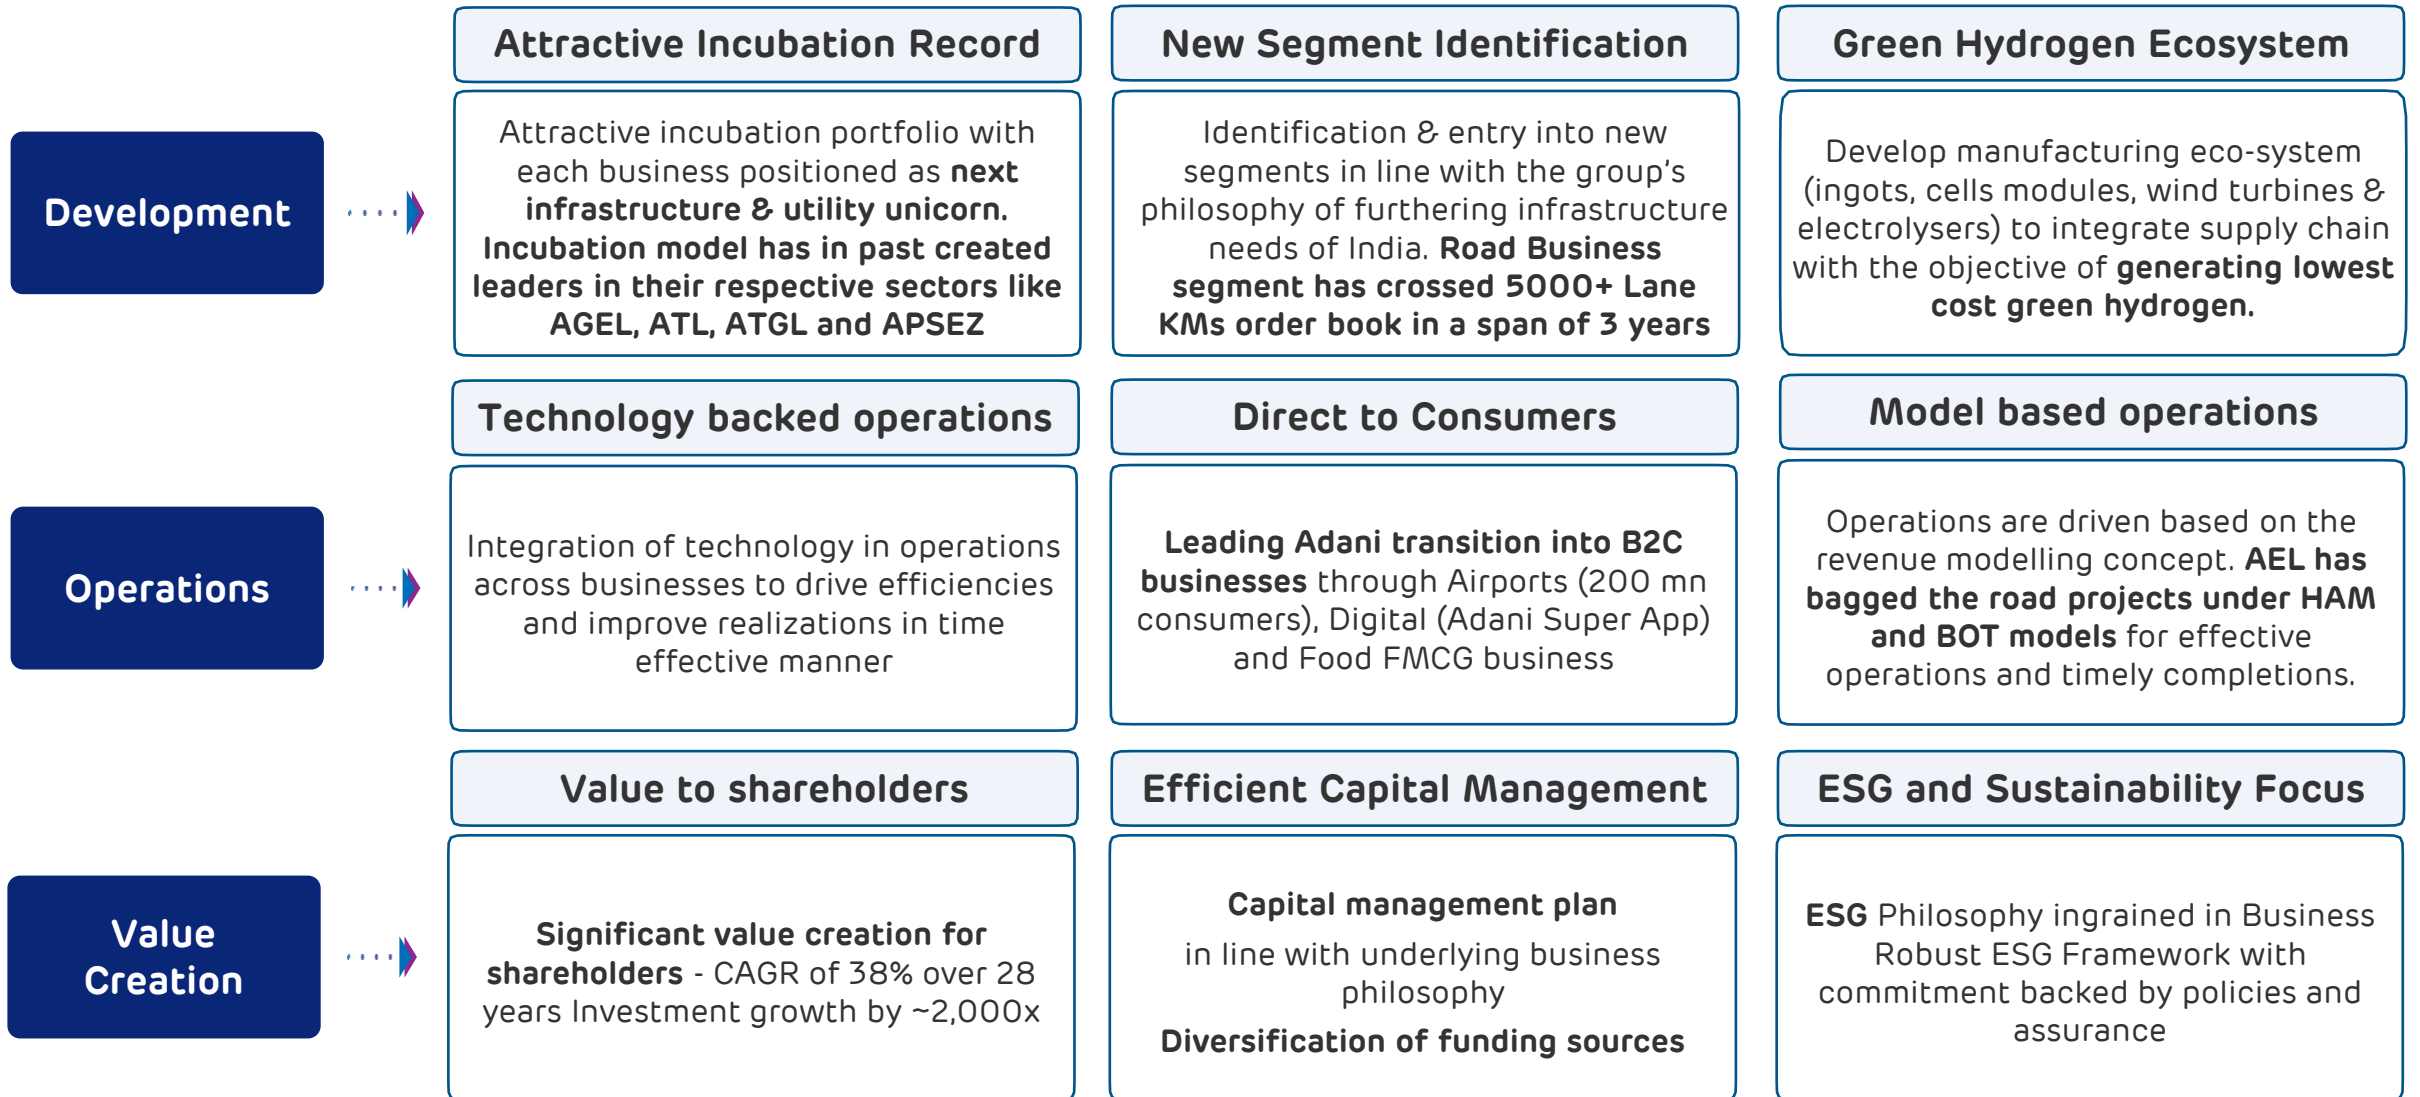 Attractive Incubation Record
New Segment Identification
Green Hydrogen Ecosystem
Development
Attractive incubation portfolio with
each business positioned as next
infrastructure & utility unicorn.
Incubation model has in past created
leaders in their respective sectors like
AGEL, ATL, ATGL and APSEZ
Identification & entry into new
segments in line with the group's
philosophy of furthering infrastructure
needs of India. Road Business
segment has crossed 5000+ Lane
KMs order book in a span of 3 years
Develop manufacturing eco-system
(ingots, cells modules, wind turbines &
electrolysers) to integrate supply chain
with the objective of generating lowest
cost green hydrogen.
Technology backed operations
Direct to Consumers
Model based operations
Operations
Integration of technology in operations
across businesses to drive efficiencies
and improve realizations in time
effective manner
Leading Adani transition into B2C
businesses through Airports (200 mn
consumers), Digital (Adani Super App)
and Food FMCG business
Operations are driven based on the
revenue modelling concept. AEL has
bagged the road projects under HAM
and BOT models for effective
operations and timely completions.
Value to shareholders
Efficient Capital Management
ESG and Sustainability Focus
Value
Creation
Significant value creation for
shareholders - CAGR of 38% over 28
years Investment growth by ~2,000x
Capital management plan
in line with underlying business
philosophy
Diversification of funding sources
ESG Philosophy ingrained in Business
Robust ESG Framework with
commitment backed by policies and
assurance